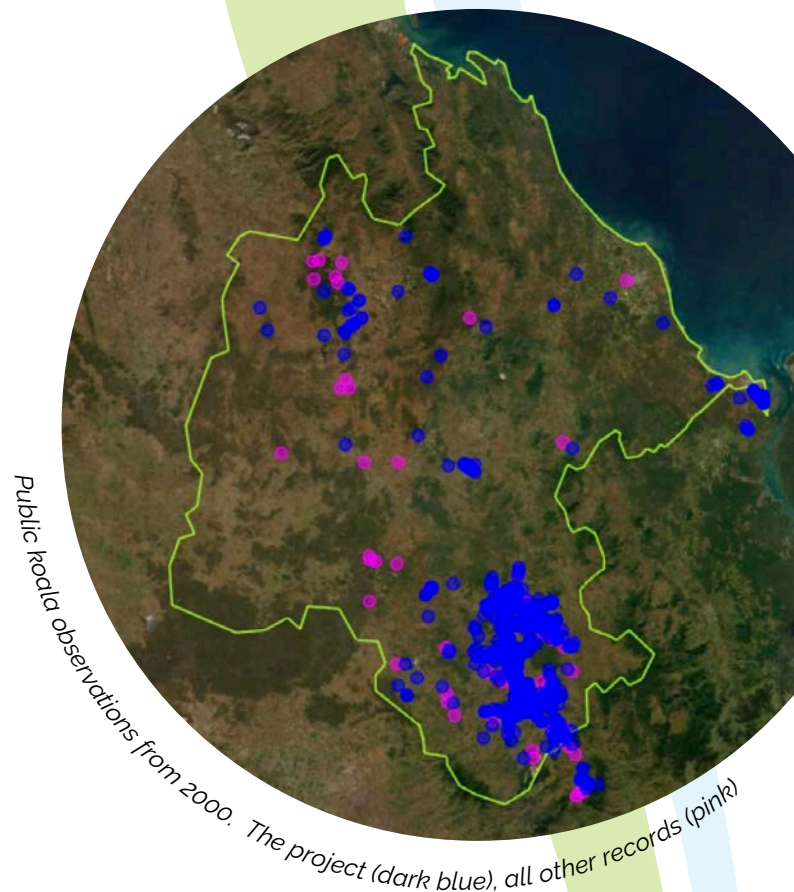 Public koala observations from 2000. The project (dark blue), all other records (pink)